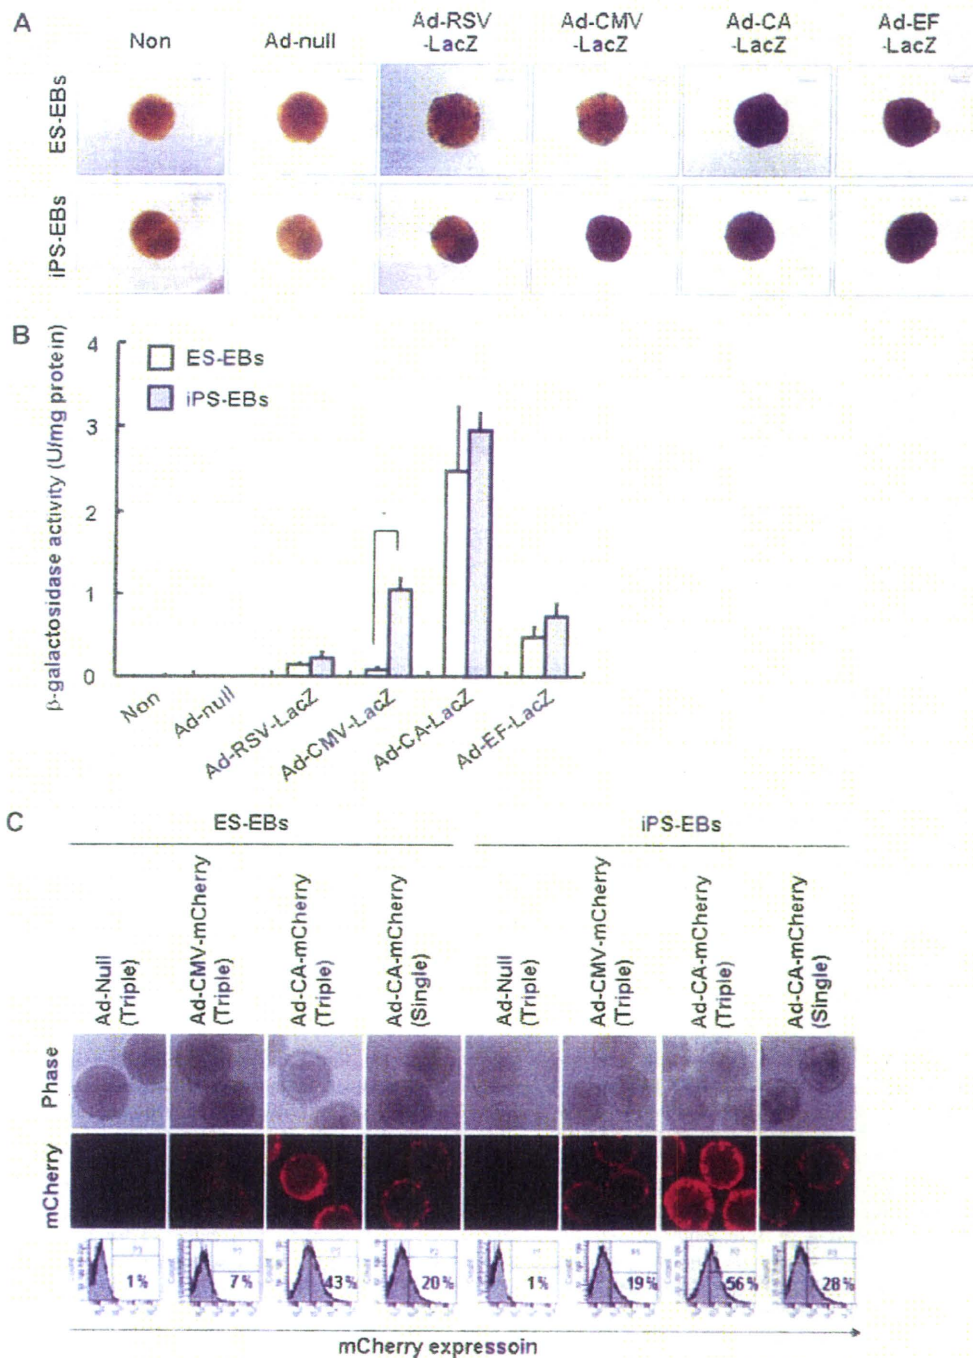 A
Non
Ad-null
Ad-RSV
-LacZ
Ad-CMV
-LacZ
Ad-CA
-LacZ
Ad-EF
-LacZ
ES-EBs
iPS-EBs
B
β-galactosidase activity (U/mg protein)
4
3
2
1
0
ES-EBs
iPS-EBs
Non
Ad-null
Ad-RSV-LacZ
Ad-CMV-LacZ
Ad-CA-LacZ
Ad-EF-LacZ
C
ES-EBs
iPS-EBs
Ad-Null
(Triple)
Ad-CMV-mCherry
(Triple)
Ad-CA-mCherry
(Triple)
Ad-CA-mCherry
(Single)
Ad-Null
(Triple)
Ad-CMV-mCherry
(Triple)
Ad-CA-mCherry
(Triple)
Ad-CA-mCherry
(Single)
Phase
mCherry
1%
7%
43%
20%
1%
19%
56%
28%
mCherry expressoin